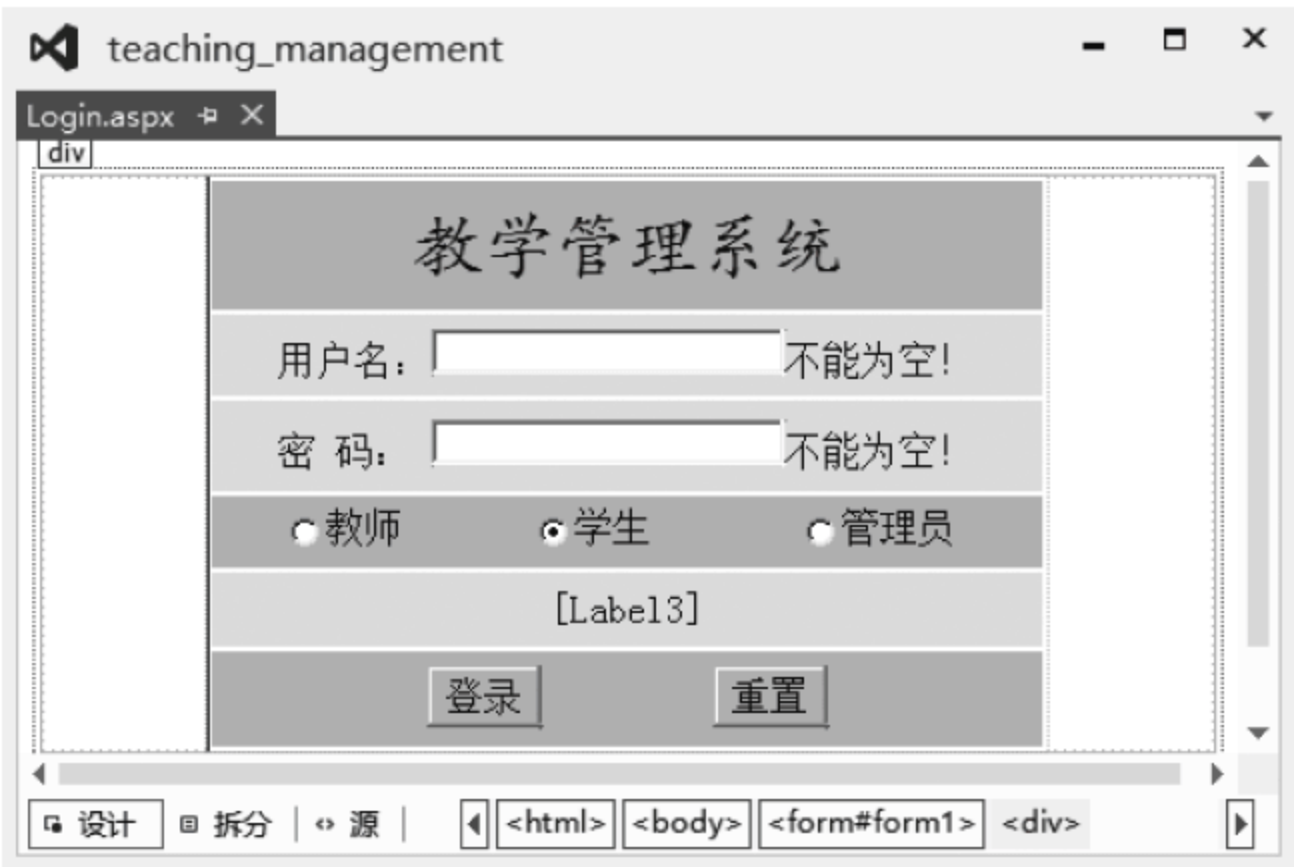 teaching_management
Login.aspx
div
教学管理系统
用户名： 不能为空!
密 码： 不能为空!
教师 学生 管理员
[Label3]
登录 重置
设计 拆分 源 <html> <body> <form#form1> <div>